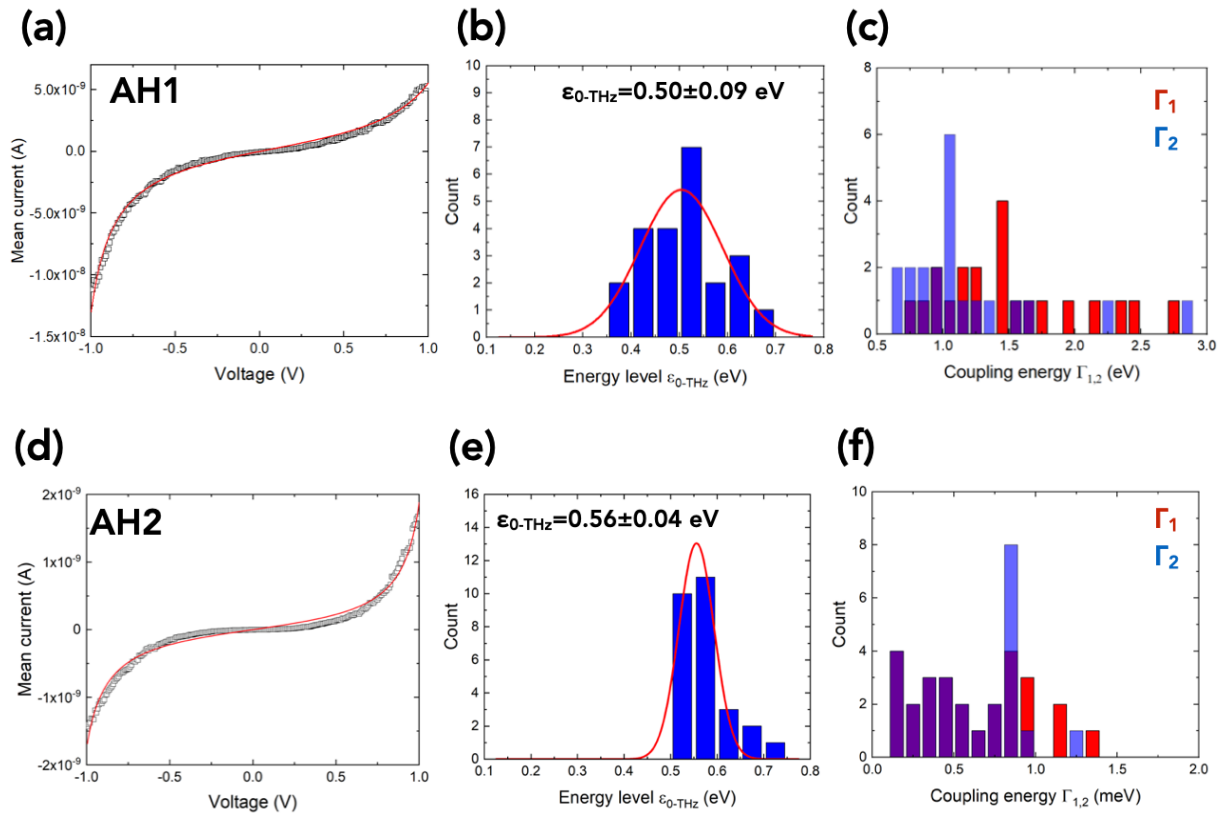 (a)
AH1
5.0x10⁻⁹
0.0
-5.0x10⁻⁹
-1.0x10⁻⁸
-1.5x10⁻⁸
Mean current (A)
-1.0 -0.5 0.0 0.5 1.0
Voltage (V)
(b)
ε0-THz=0.50±0.09 eV
10
9
8
7
6
5
4
3
2
1
0
Count
0.1 0.2 0.3 0.4 0.5 0.6 0.7 0.8
Energy level ε0-THz (eV)
(c)
Γ1
Γ2
8
6
4
2
0
Count
0.5 1.0 1.5 2.0 2.5 3.0
Coupling energy Γ1,2 (eV)
(d)
AH2
2x10⁻⁹
1x10⁻⁹
0
-1x10⁻⁹
-2x10⁻⁹
Mean current (A)
-1.0 -0.5 0.0 0.5 1.0
Voltage (V)
(e)
ε0-THz=0.56±0.04 eV
16
14
12
10
8
6
4
2
0
Count
0.1 0.2 0.3 0.4 0.5 0.6 0.7 0.8
Energy level ε0-THz (eV)
(f)
Γ1
Γ2
10
8
6
4
2
0
Count
0.0 0.5 1.0 1.5 2.0
Coupling energy Γ1,2 (meV)